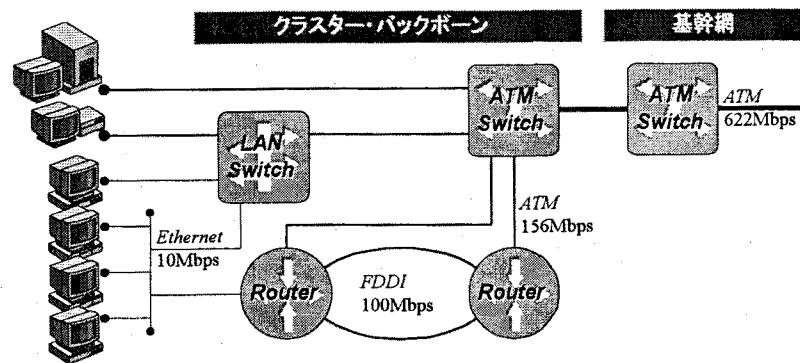 クラスター・バックボーン
基幹網
ATM
Switch
ATM
Switch
ATM
622Mbps
LAN
Switch
ATM
156Mbps
Ethernet
10Mbps
Router
FDDI
100Mbps
Router